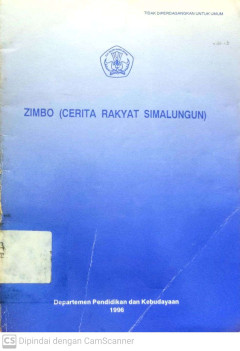 TIDAK DIPERDAGANGKAN UNTUK UMUM
ZIMBO (CERITA RAKYAT SIMALUNGUN)
Departemen Pendidikan dan Kebudayaan
1996
CS Dipindai dengan CamScanner